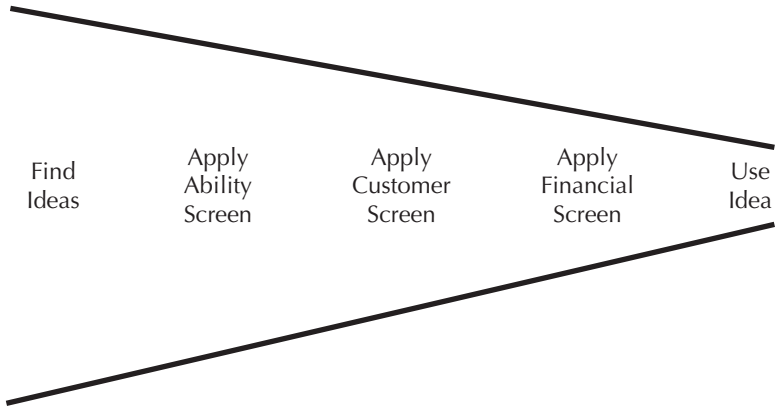 Find
Ideas
Apply
Ability
Screen
Apply
Customer
Screen
Apply
Financial
Screen
Use
Idea